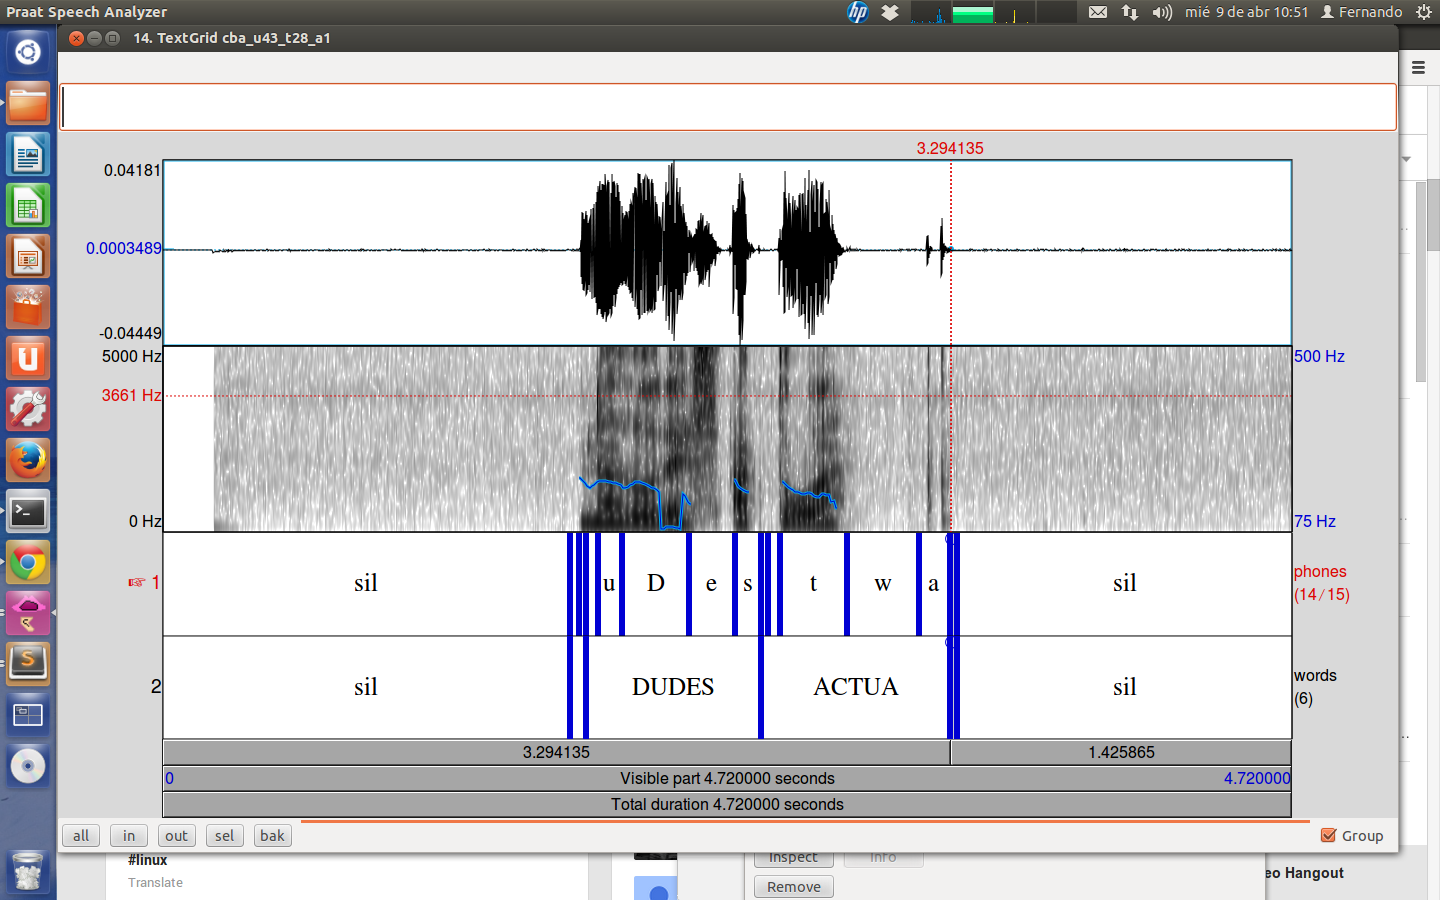 Praat Speech Analyzer
mié 9 de abr 10:51 Fernando
14. TextGrid cba_u43_t28_a1
3.294135
0.04181
0.0003489
-0.04449
5000 Hz
500 Hz
3661 Hz
0 Hz
75 Hz
1
sil u D e s t w a sil
phones
(14/15)
2
sil DUDES ACTUA sil
words
(6)
3.294135 1.425865
0 Visible part 4.720000 seconds 4.720000
Total duration 4.720000 seconds
all in out sel bak Group
#linux
Translate
Inspect Info
Remove
eo Hangout